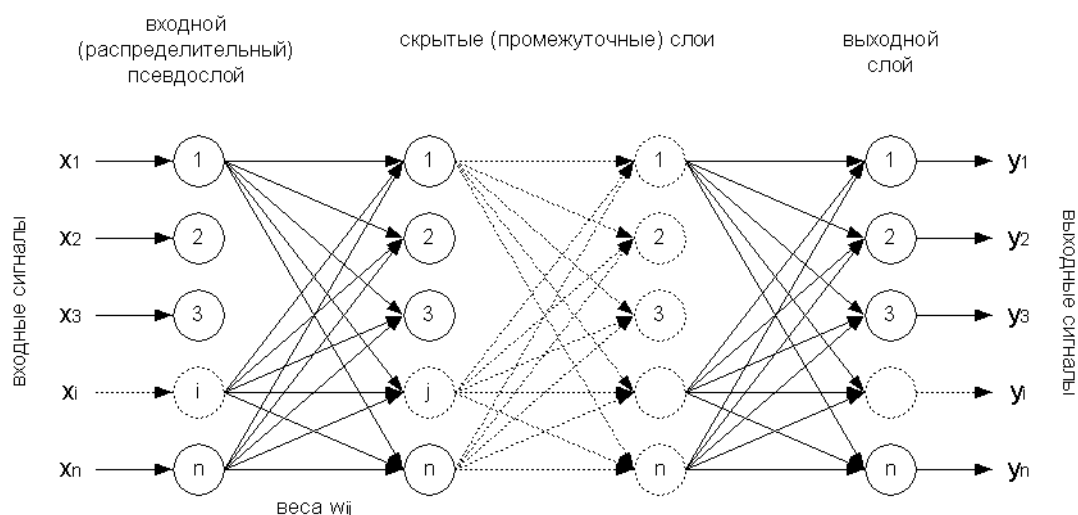 входной
(распределительный)
псевдослой
скрытые (промежуточные) слои
выходной
слой
входные сигналы
x1 1 1 1 1 y1
x2 2 2 2 2 y2
x3 3 3 3 3 y3
xi i j yi
xn n n n n yn
выходные сигналы
веса wij